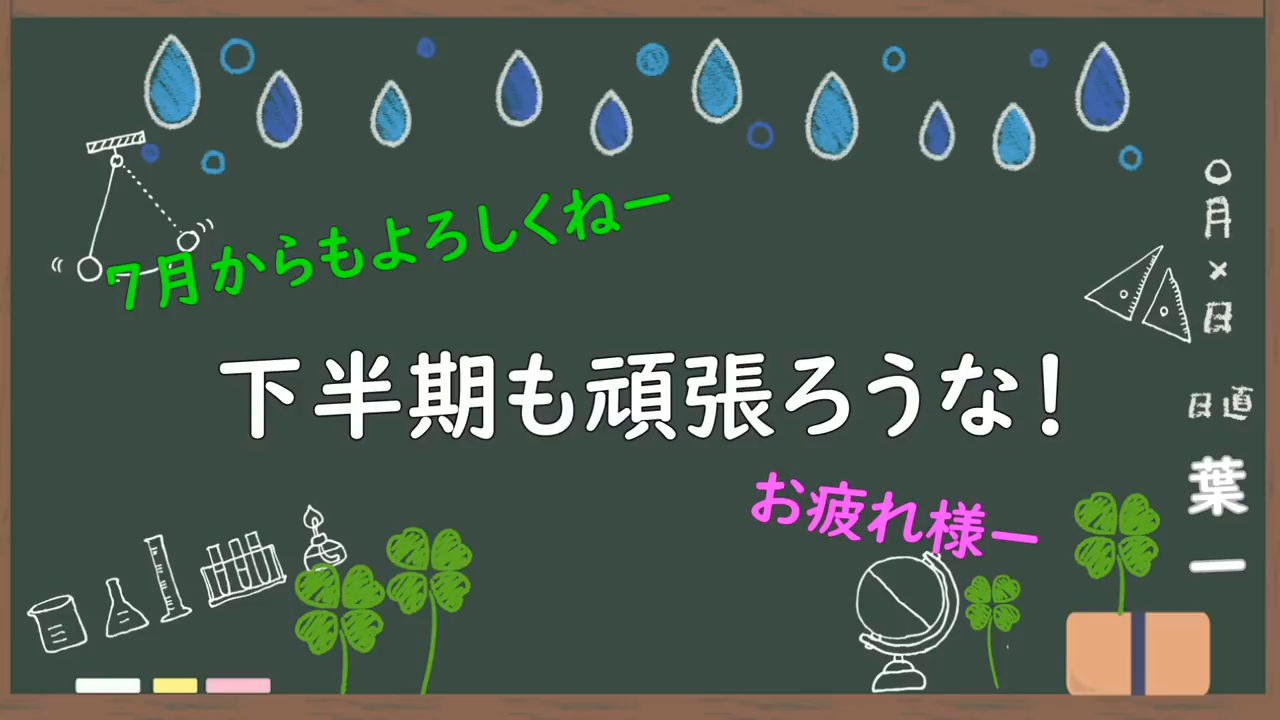 7月からもよろしくねー
下半期も頑張ろうな!
お疲れ様ー
○月×日
日直
葉一